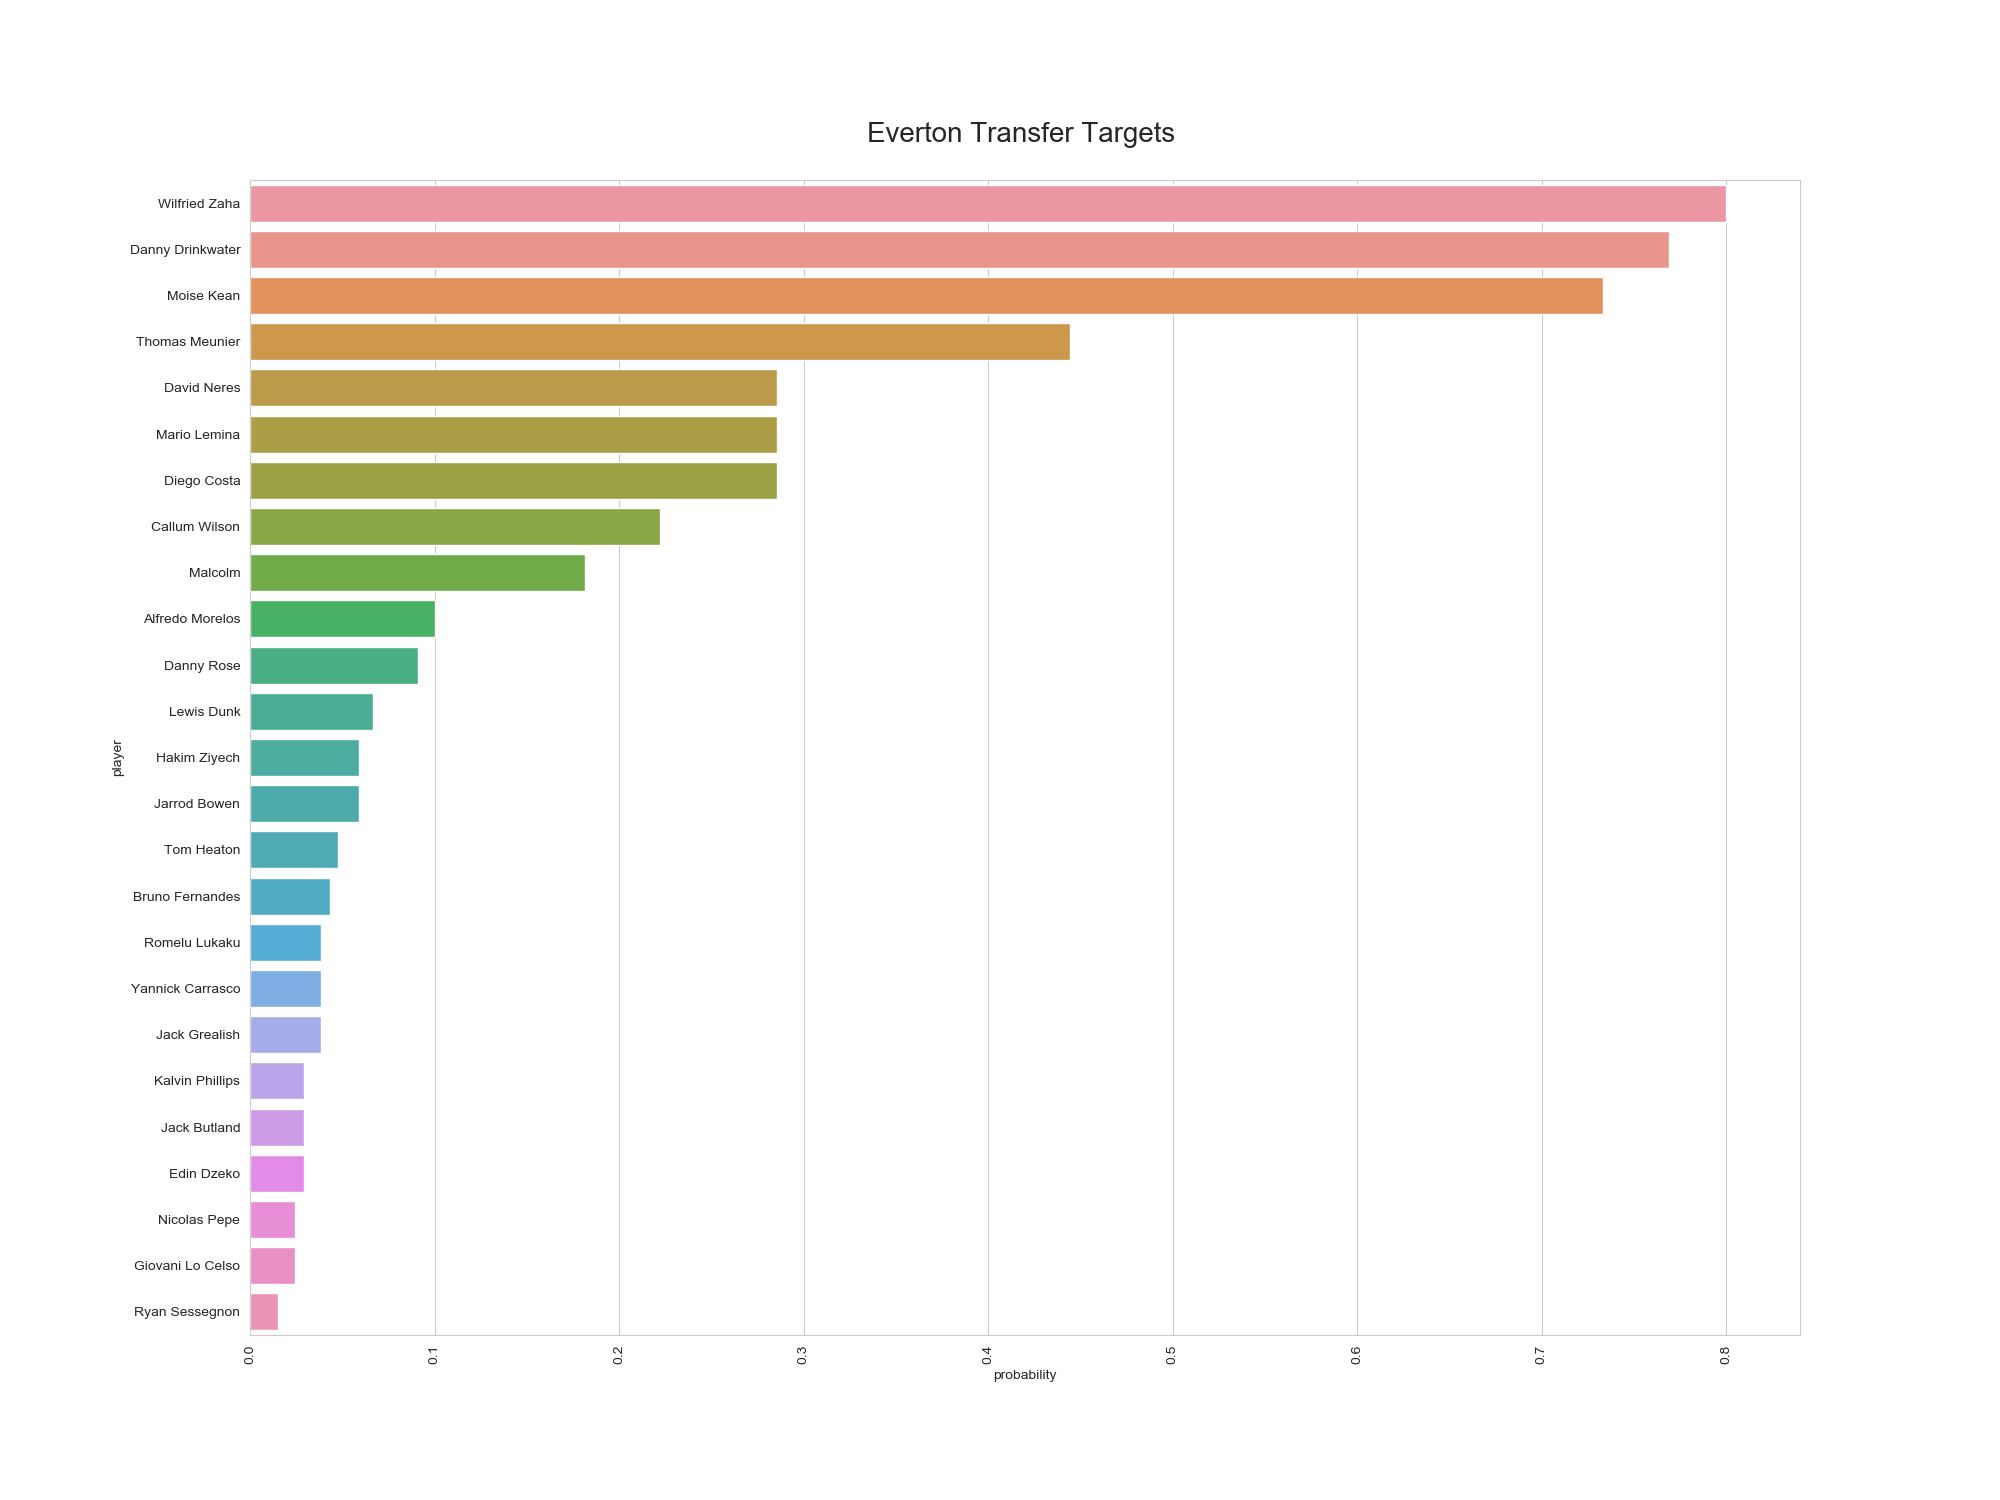 Everton Transfer Targets
Wilfried Zaha
Danny Drinkwater
Moise Kean
Thomas Meunier
David Neres
Mario Lemina
Diego Costa
Callum Wilson
Malcolm
Alfredo Morelos
Danny Rose
Lewis Dunk
Hakim Ziyech
Jarrod Bowen
Tom Heaton
Bruno Fernandes
Romelu Lukaku
Yannick Carrasco
Jack Grealish
Kalvin Phillips
Jack Butland
Edin Dzeko
Nicolas Pepe
Giovani Lo Celso
Ryan Sessegnon
player
0.0 0.1 0.2 0.3 0.4 0.5 0.6 0.7 0.8
probability